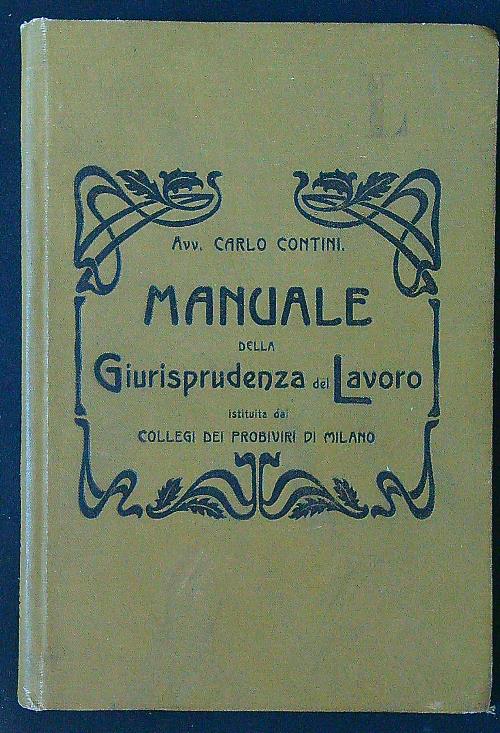 L
Avv. CARLO CONTINI.
MANUALE
DELLA
Giurisprudenza del Lavoro
istituita dai
COLLEGI DEI PROBIVIRI DI MILANO